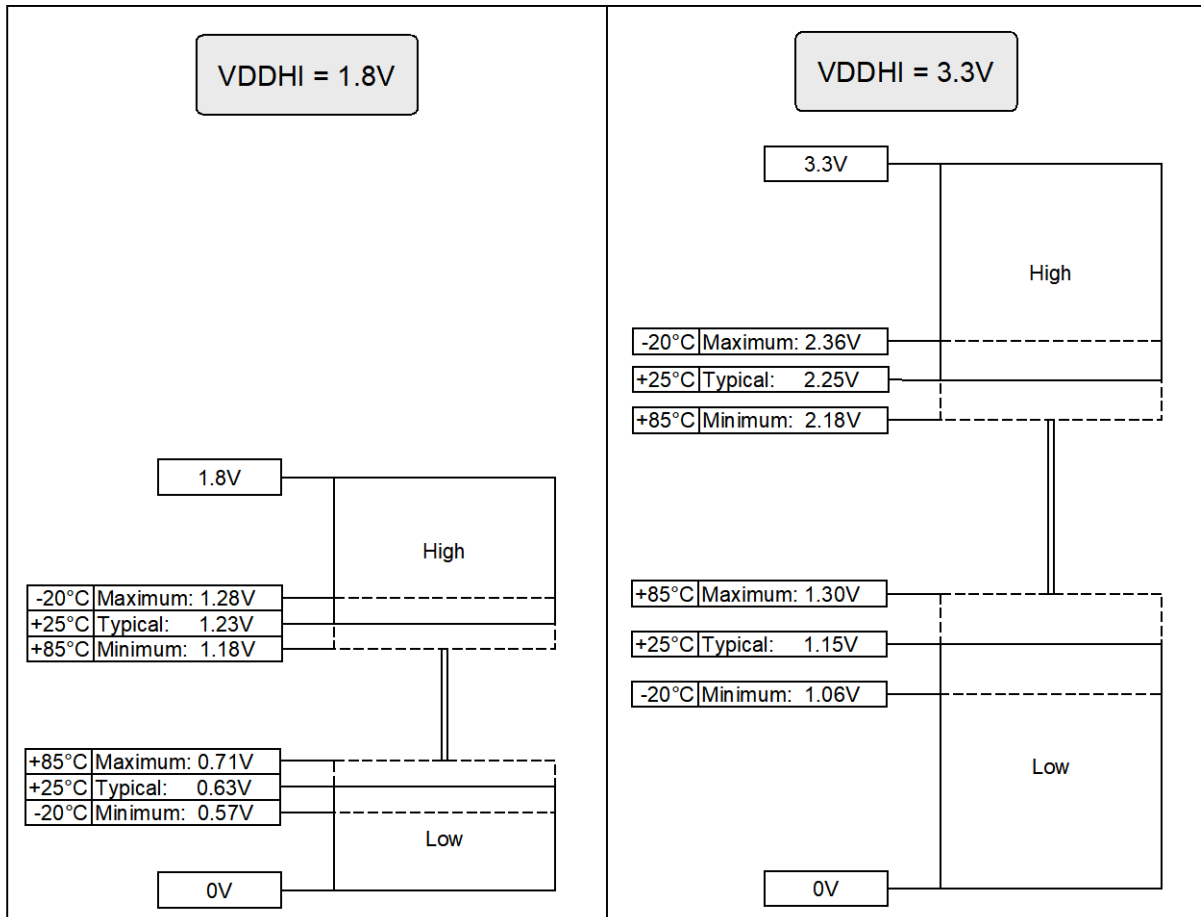 VDDHI = 1.8V
1.8V
High
-20°C Maximum: 1.28V
+25°C Typical: 1.23V
+85°C Minimum: 1.18V
+85°C Maximum: 0.71V
+25°C Typical: 0.63V
-20°C Minimum: 0.57V
Low
0V
VDDHI = 3.3V
3.3V
High
-20°C Maximum: 2.36V
+25°C Typical: 2.25V
+85°C Minimum: 2.18V
+85°C Maximum: 1.30V
+25°C Typical: 1.15V
-20°C Minimum: 1.06V
Low
0V